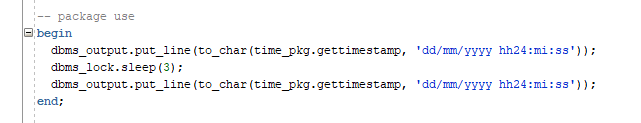 -- package use
begin
  dbms_output.put_line(to_char(time_pkg.gettimestamp, 'dd/mm/yyyy hh24:mi:ss'));
  dbms_lock.sleep(3);
  dbms_output.put_line(to_char(time_pkg.gettimestamp, 'dd/mm/yyyy hh24:mi:ss'));
end;